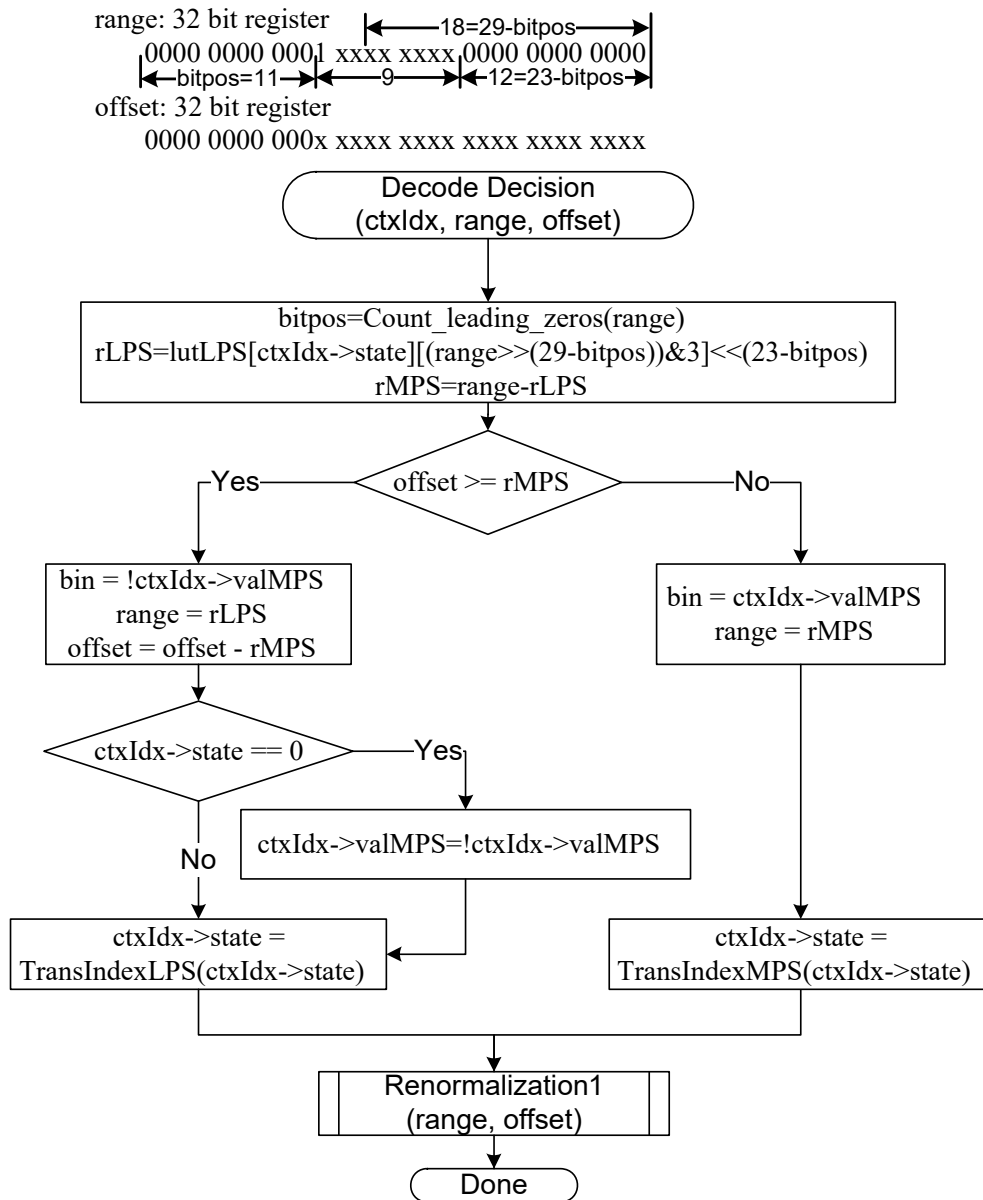 range: 32 bit register
18=29-bitpos
0000 0000 0001 xxxx xxxx 0000 0000 0000
bitpos=11 9 12=23-bitpos
offset: 32 bit register
0000 0000 000x xxxx xxxx xxxx xxxx xxxx
Decode Decision
(ctxIdx, range, offset)
bitpos=Count_leading_zeros(range)
rLPS=lutLPS[ctxIdx->state][(range>>(29-bitpos))&3]<<(23-bitpos)
rMPS=range-rLPS
offset >= rMPS
Yes
No
bin = !ctxIdx->valMPS
range = rLPS
offset = offset - rMPS
bin = ctxIdx->valMPS
range = rMPS
ctxIdx->state == 0
Yes
ctxIdx->valMPS=!ctxIdx->valMPS
No
ctxIdx->state =
TransIndexLPS(ctxIdx->state)
ctxIdx->state =
TransIndexMPS(ctxIdx->state)
Renormalization1
(range, offset)
Done